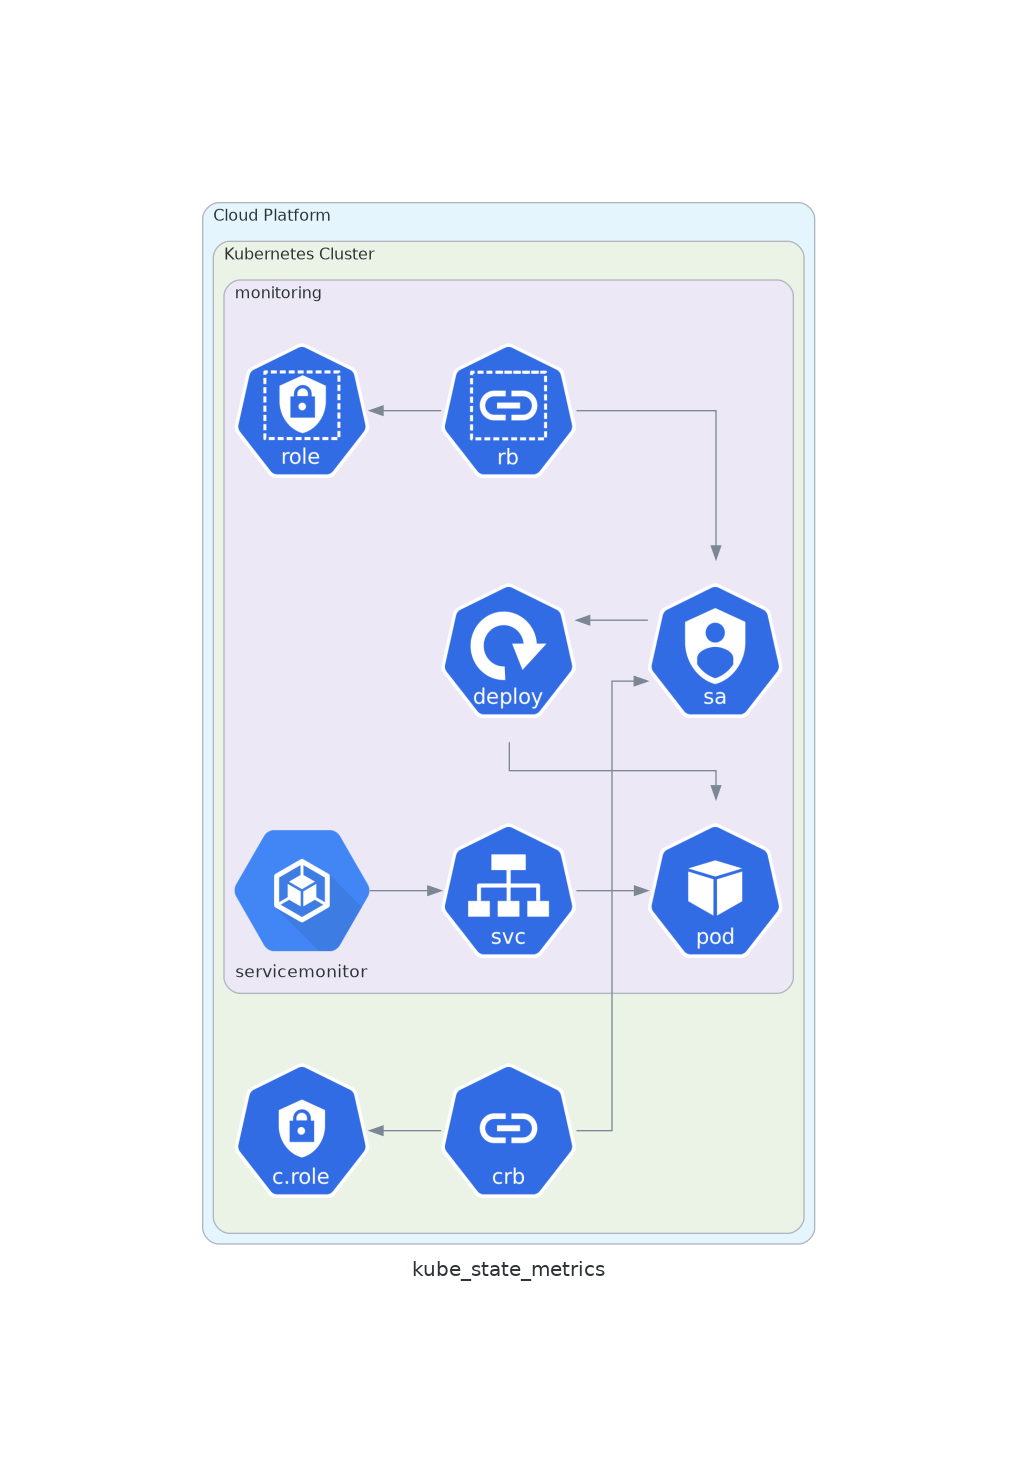 Cloud Platform
Kubernetes Cluster
monitoring
role
rb
deploy
sa
servicemonitor
svc
pod
c.role
crb
kube_state_metrics